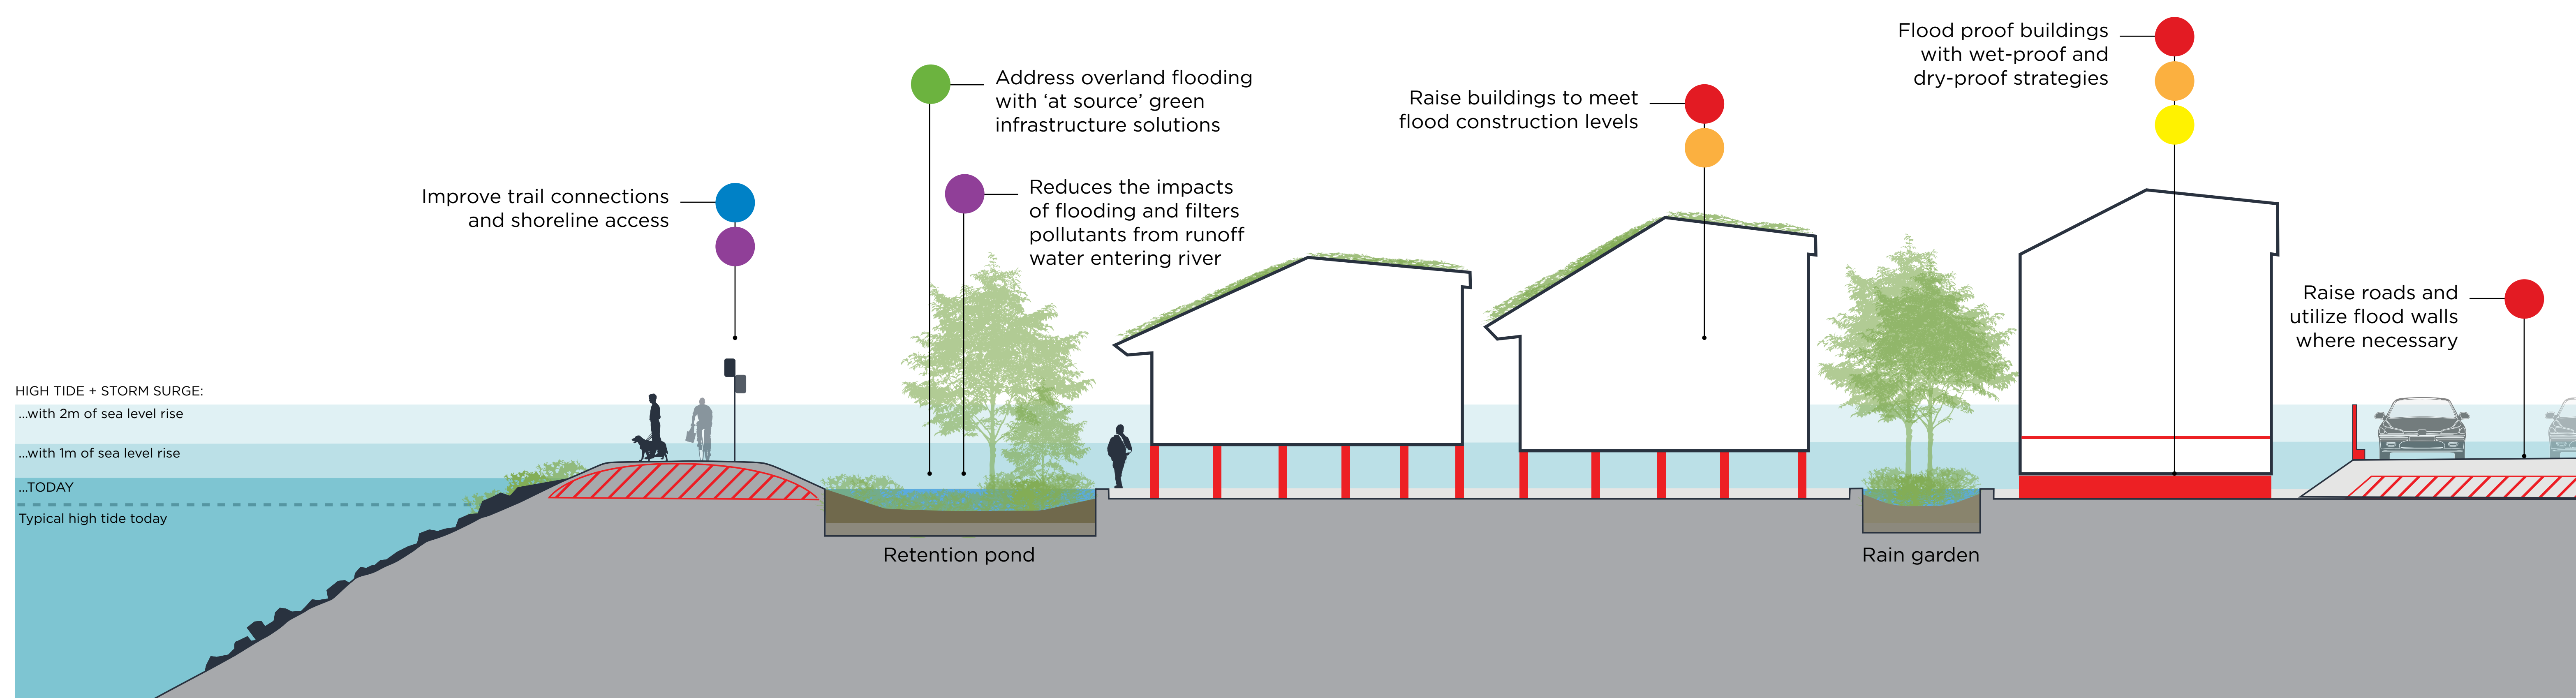 Flood proof buildings
with wet-proof and
dry-proof strategies
Address overland flooding
with ‘at source’ green
infrastructure solutions
Raise buildings to meet
flood construction levels
Improve trail connections
and shoreline access
Reduces the impacts
of flooding and filters
pollutants from runoff
water entering river
Raise roads and
utilize flood walls
where necessary
HIGH TIDE + STORM SURGE:
...with 2m of sea level rise
...with 1m of sea level rise
...TODAY
Typical high tide today
Retention pond
Rain garden